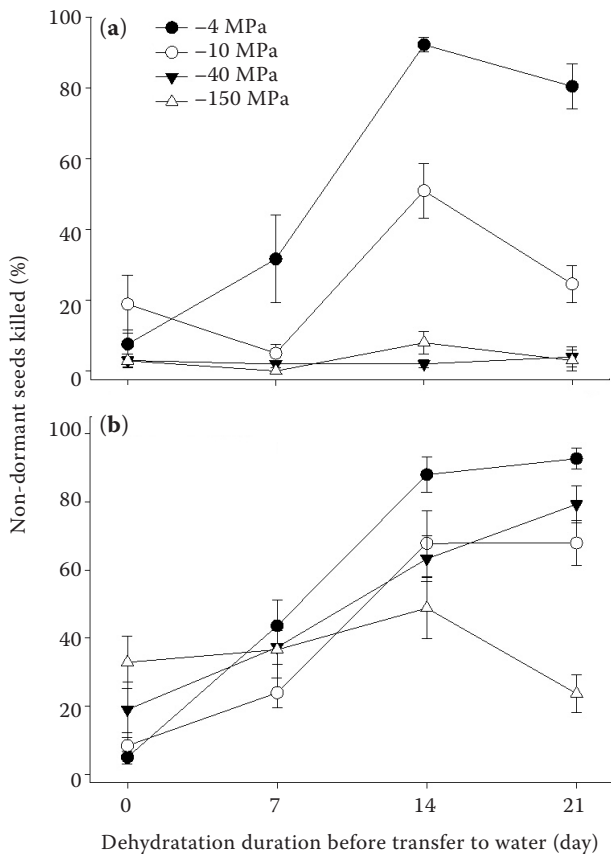 100
(a)
–4 MPa
–10 MPa
–40 MPa
–150 MPa
80
60
40
20
0
Non-dormant seeds killed (%)
(b)
100
80
60
40
20
0
0 7 14 21
Dehydratation duration before transfer to water (day)